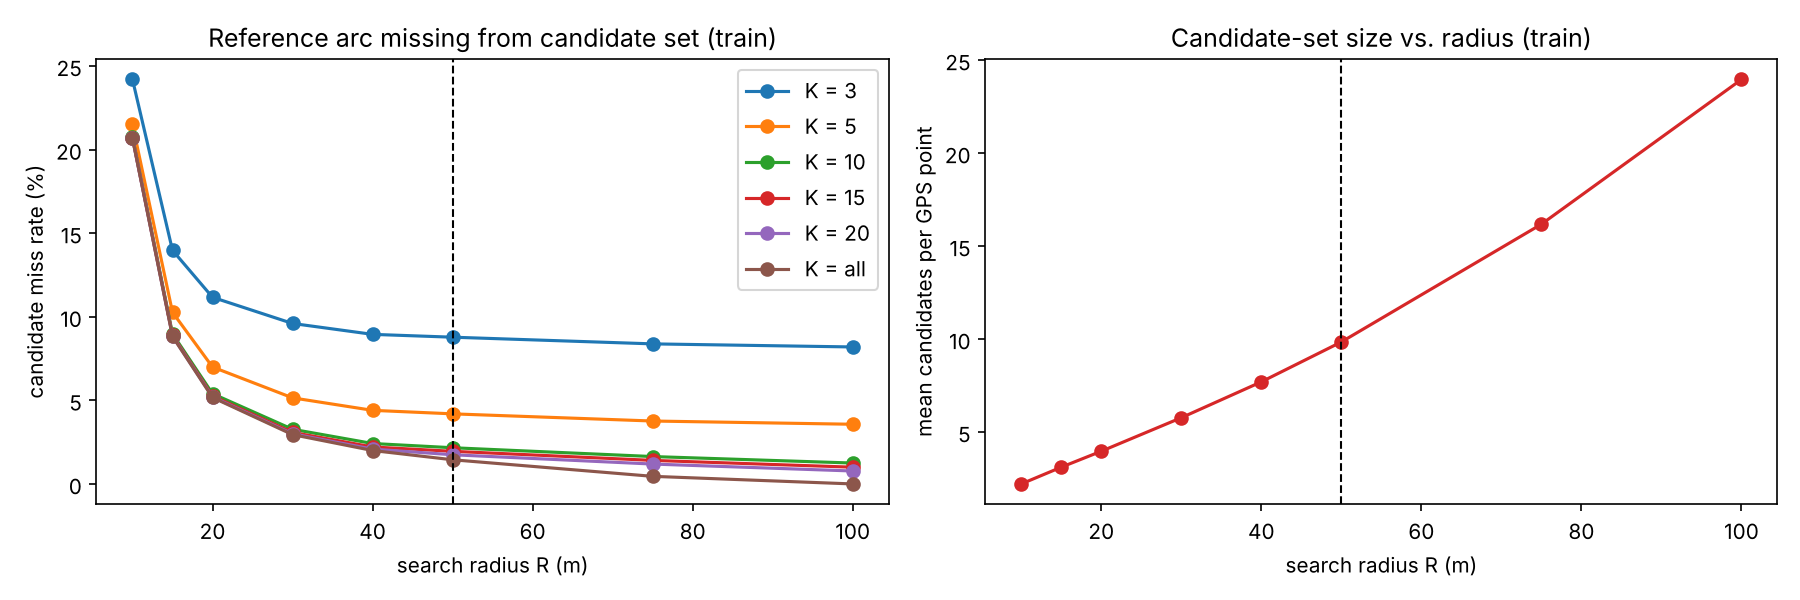 Reference arc missing from candidate set (train)
candidate miss rate (%)
25
20
15
10
5
0
K = 3
K = 5
K = 10
K = 15
K = 20
K = all
20 40 60 80 100
search radius R (m)
Candidate-set size vs. radius (train)
mean candidates per GPS point
25
20
15
10
5
20 40 60 80 100
search radius R (m)